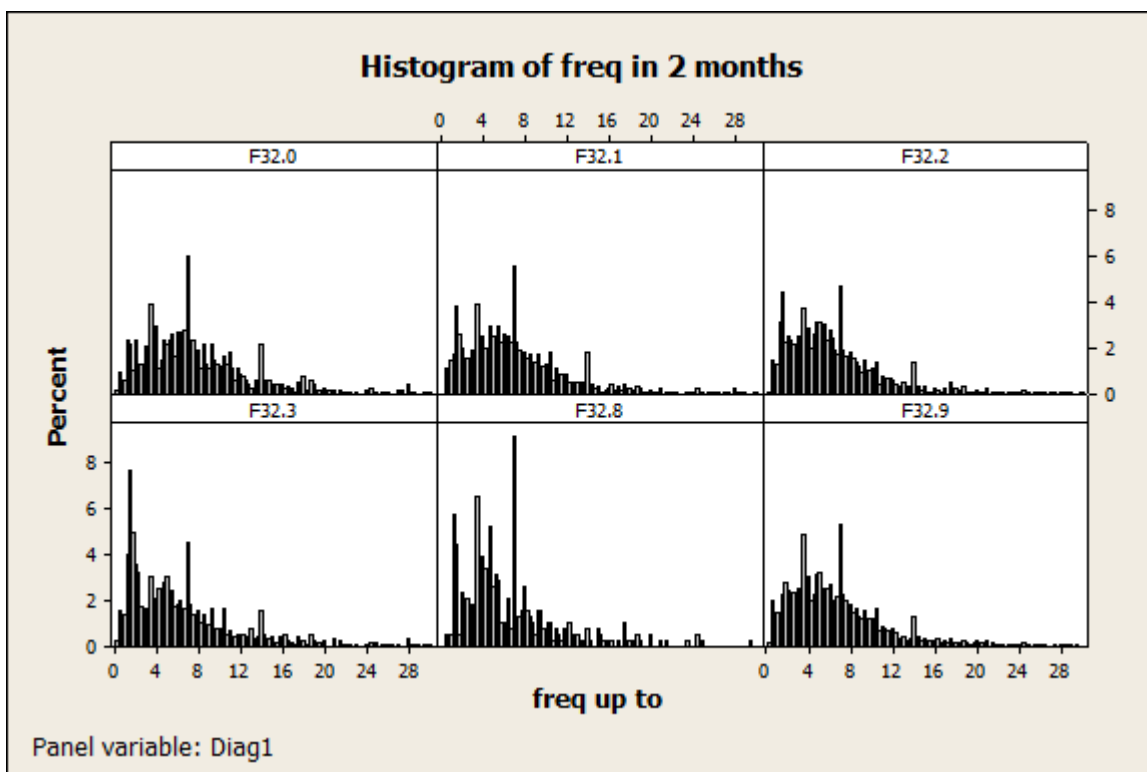 Histogram of freq in 2 months
0 4 8 12 16 20 24 28
F32.0 F32.1 F32.2
8
6
4
2
0
F32.3 F32.8 F32.9
8
6
4
2
0
Percent
0 4 8 12 16 20 24 28 0 4 8 12 16 20 24 28
freq up to
Panel variable: Diag1